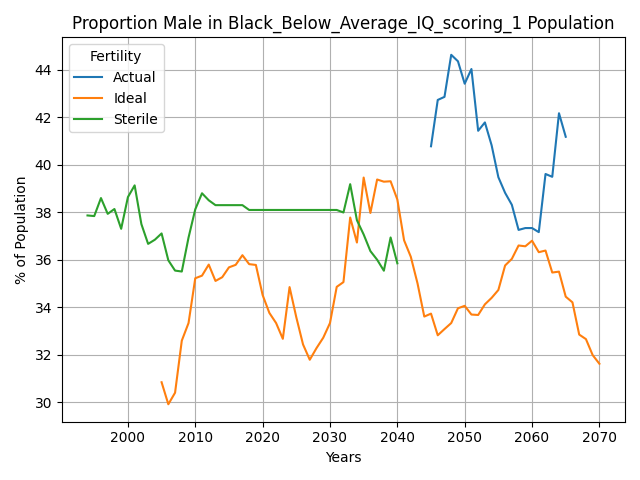 Proportion Male in Black_Below_Average_IQ_scoring_1 Population
Fertility
Actual
Ideal
Sterile
% of Population
44
42
40
38
36
34
32
30
2000 2010 2020 2030 2040 2050 2060 2070
Years